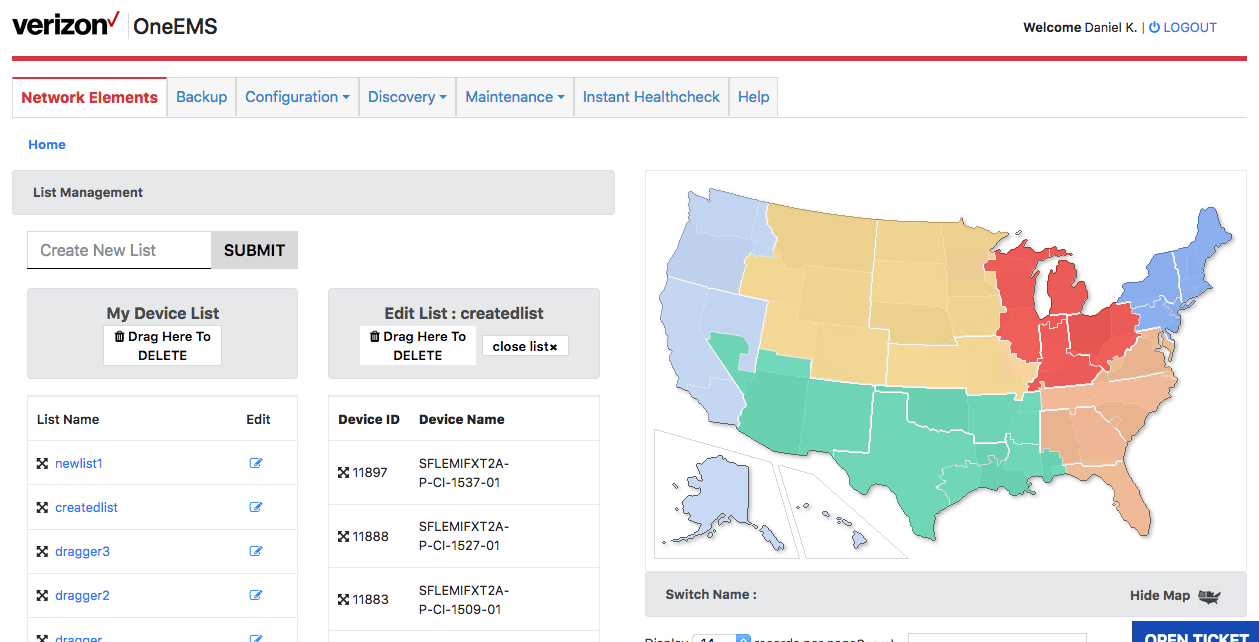 verizon OneEMS
Welcome Daniel K. | LOGOUT
Network Elements Backup Configuration Discovery Maintenance Instant Healthcheck Help
Home
List Management
Create New List SUBMIT
My Device List
Drag Here To
DELETE
Edit List : createdlist
Drag Here To
DELETE
close list×
List Name Edit
newlist1
createdlist
dragger3
dragger2
dragger
Device ID Device Name
11897 SFLEMIFXT2A-
P-CI-1537-01
11888 SFLEMIFXT2A-
P-CI-1527-01
11883 SFLEMIFXT2A-
P-CI-1509-01
Switch Name :
Hide Map
Display 14 records per page
OPEN TICKET